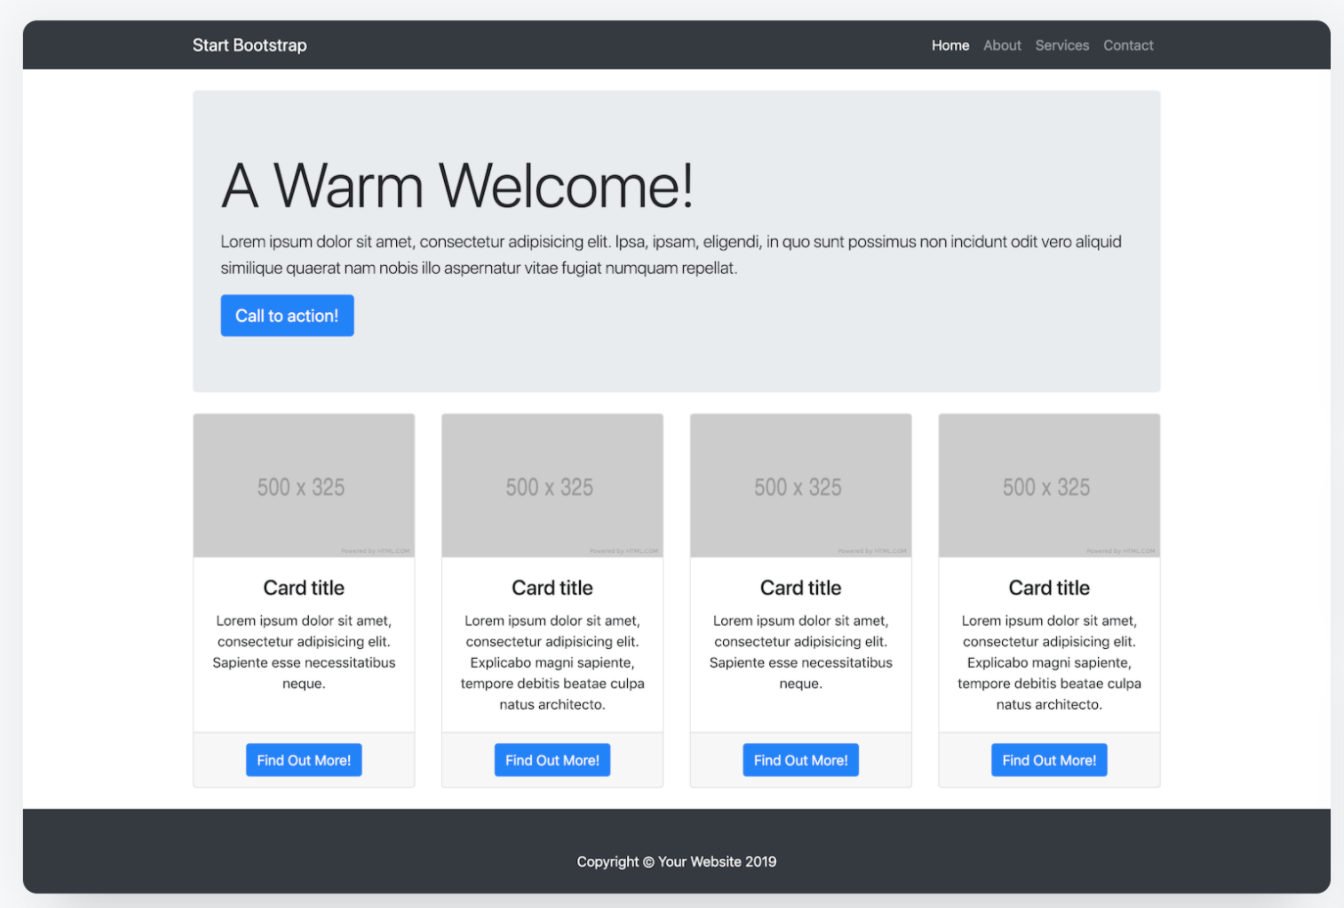 Start Bootstrap
Home About Services Contact
A Warm Welcome!
Lorem ipsum dolor sit amet, consectetur adipisicing elit. Ipsa, ipsam, eligendi, in quo sunt possimus non incidunt odit vero aliquid
similique quaerat nam nobis illo aspernatur vitae fugiat numquam repellat.
Call to action!
500 x 325
Powered by HTML.COM
Card title
Lorem ipsum dolor sit amet,
consectetur adipisicing elit.
Sapiente esse necessitatibus
neque.
Find Out More!
500 x 325
Powered by HTML.COM
Card title
Lorem ipsum dolor sit amet,
consectetur adipisicing elit.
Explicabo magni sapiente,
tempore debitis beatae culpa
natus architecto.
Find Out More!
500 x 325
Powered by HTML.COM
Card title
Lorem ipsum dolor sit amet,
consectetur adipisicing elit.
Sapiente esse necessitatibus
neque.
Find Out More!
500 x 325
Powered by HTML.COM
Card title
Lorem ipsum dolor sit amet,
consectetur adipisicing elit.
Explicabo magni sapiente,
tempore debitis beatae culpa
natus architecto.
Find Out More!
Copyright © Your Website 2019